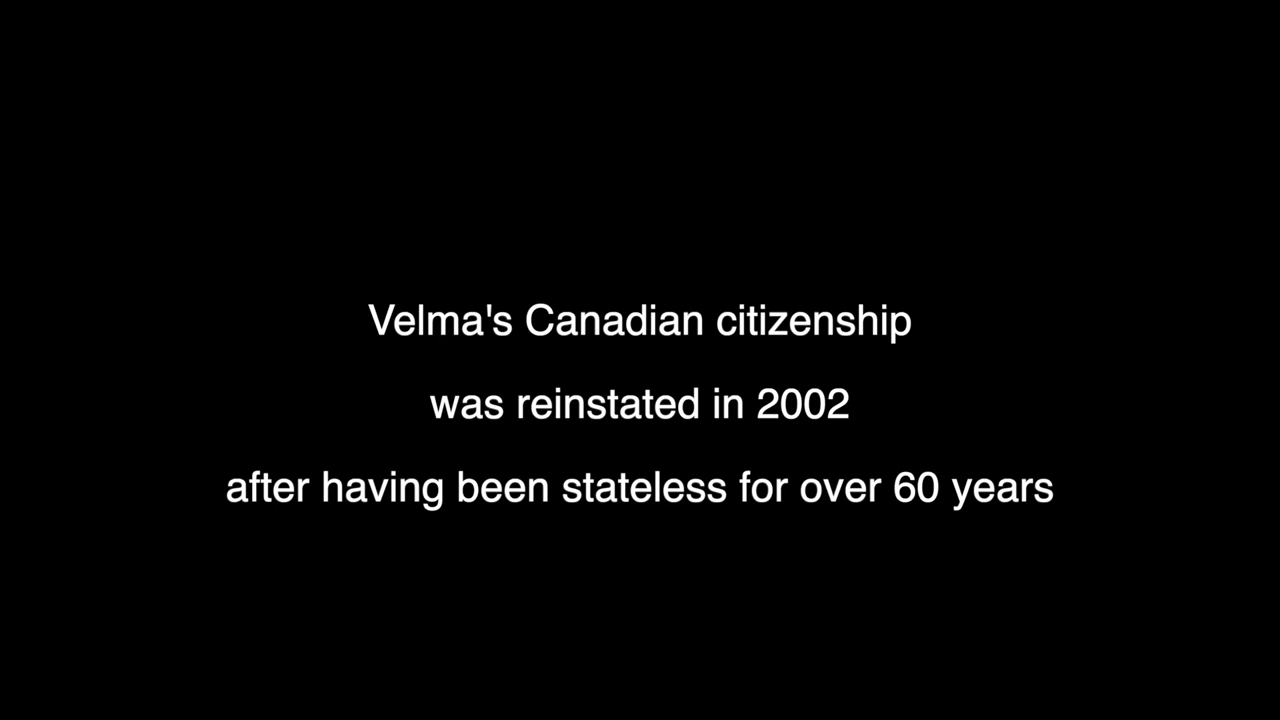 Velma's Canadian citizenship
was reinstated in 2002
after having been stateless for over 60 years